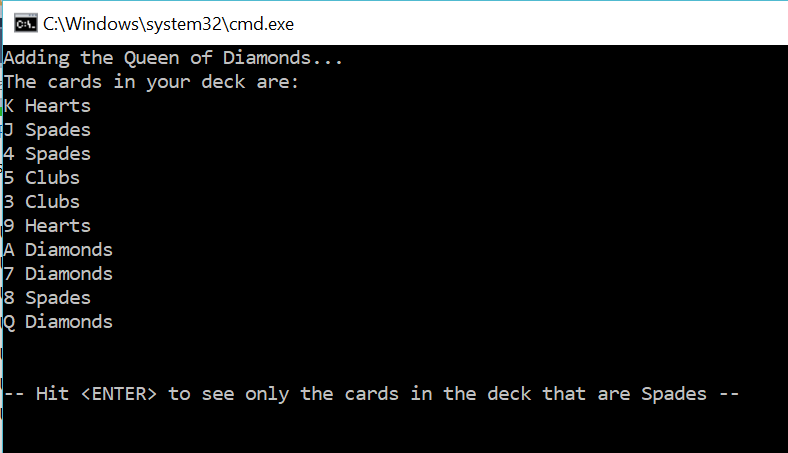 C:\Windows\system32\cmd.exe
Adding the Queen of Diamonds...
The cards in your deck are:
K Hearts
J Spades
4 Spades
5 Clubs
3 Clubs
9 Hearts
A Diamonds
7 Diamonds
8 Spades
Q Diamonds
-- Hit <ENTER> to see only the cards in the deck that are Spades --